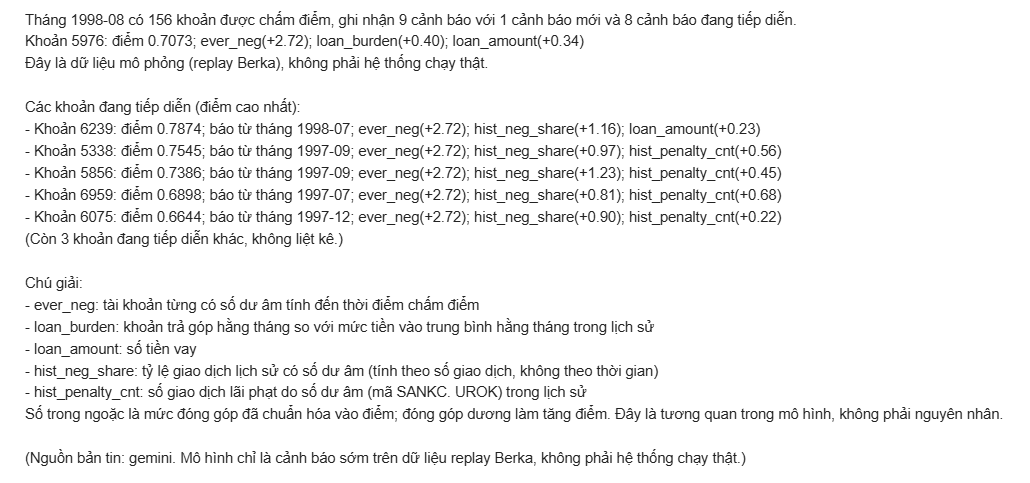 Tháng 1998-08 có 156 khoản được chấm điểm, ghi nhận 9 cảnh báo với 1 cảnh báo mới và 8 cảnh báo đang tiếp diễn.
Khoản 5976: điểm 0.7073; ever_neg(+2.72); loan_burden(+0.40); loan_amount(+0.34)
Đây là dữ liệu mô phỏng (replay Berka), không phải hệ thống chạy thật.
Các khoản đang tiếp diễn (điểm cao nhất):
- Khoản 6239: điểm 0.7874; báo từ tháng 1998-07; ever_neg(+2.72); hist_neg_share(+1.16); loan_amount(+0.23)
- Khoản 5338: điểm 0.7545; báo từ tháng 1997-09; ever_neg(+2.72); hist_neg_share(+0.97); hist_penalty_cnt(+0.56)
- Khoản 5856: điểm 0.7386; báo từ tháng 1997-09; ever_neg(+2.72); hist_neg_share(+1.23); hist_penalty_cnt(+0.45)
- Khoản 6959: điểm 0.6898; báo từ tháng 1997-07; ever_neg(+2.72); hist_neg_share(+0.81); hist_penalty_cnt(+0.68)
- Khoản 6075: điểm 0.6644; báo từ tháng 1997-12; ever_neg(+2.72); hist_neg_share(+0.90); hist_penalty_cnt(+0.22)
(Còn 3 khoản đang tiếp diễn khác, không liệt kê.)
Chú giải:
- ever_neg: tài khoản từng có số dư âm tính đến thời điểm chấm điểm
- loan_burden: khoản trả góp hằng tháng so với mức tiền vào trung bình hằng tháng trong lịch sử
- loan_amount: số tiền vay
- hist_neg_share: tỷ lệ giao dịch lịch sử có số dư âm (tính theo số giao dịch, không theo thời gian)
- hist_penalty_cnt: số giao dịch lãi phạt do số dư âm (mã SANKC. UROK) trong lịch sử
Số trong ngoặc là mức đóng góp đã chuẩn hóa vào điểm; đóng góp dương làm tăng điểm. Đây là tương quan trong mô hình, không phải nguyên nhân.
(Nguồn bản tin: gemini. Mô hình chỉ là cảnh báo sớm trên dữ liệu replay Berka, không phải hệ thống chạy thật.)